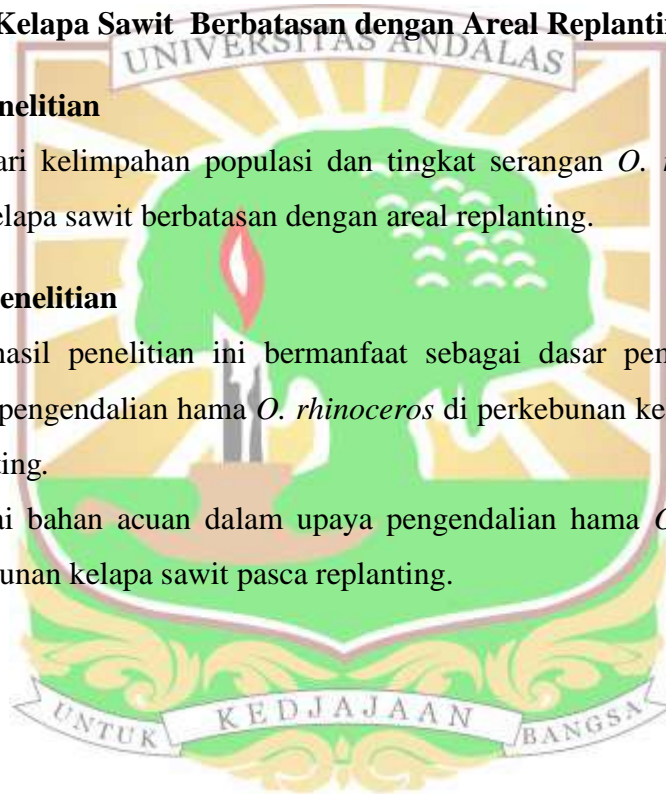 Kelapa Sawit Berbatasan dengan Areal Replantin
UNIVERSITAS ANDALAS
nelitian
ari kelimpahan populasi dan tingkat serangan O.
elapa sawit berbatasan dengan areal replanting.
enelitian
hasil penelitian ini bermanfaat sebagai dasar pen
pengendalian hama O. rhinoceros di perkebunan ke
ting.
ai bahan acuan dalam upaya pengendalian hama O
unan kelapa sawit pasca replanting.
UNTUK KEDJAJAAN BANGSA